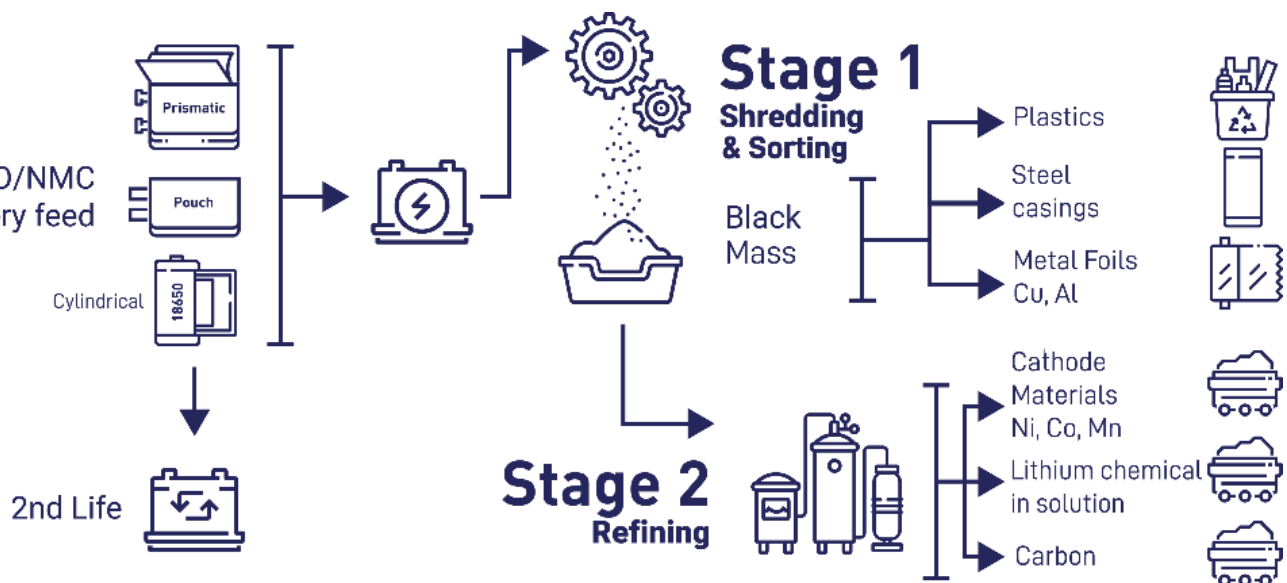 Prismatic
O/NMC
ry feed
Pouch
Cylindrical
18650
2nd Life
Stage 1
Shredding
& Sorting
Black
Mass
Plastics
Steel
casings
Metal Foils
Cu, Al
Stage 2
Refining
Cathode
Materials
Ni, Co, Mn
Lithium chemical
in solution
Carbon